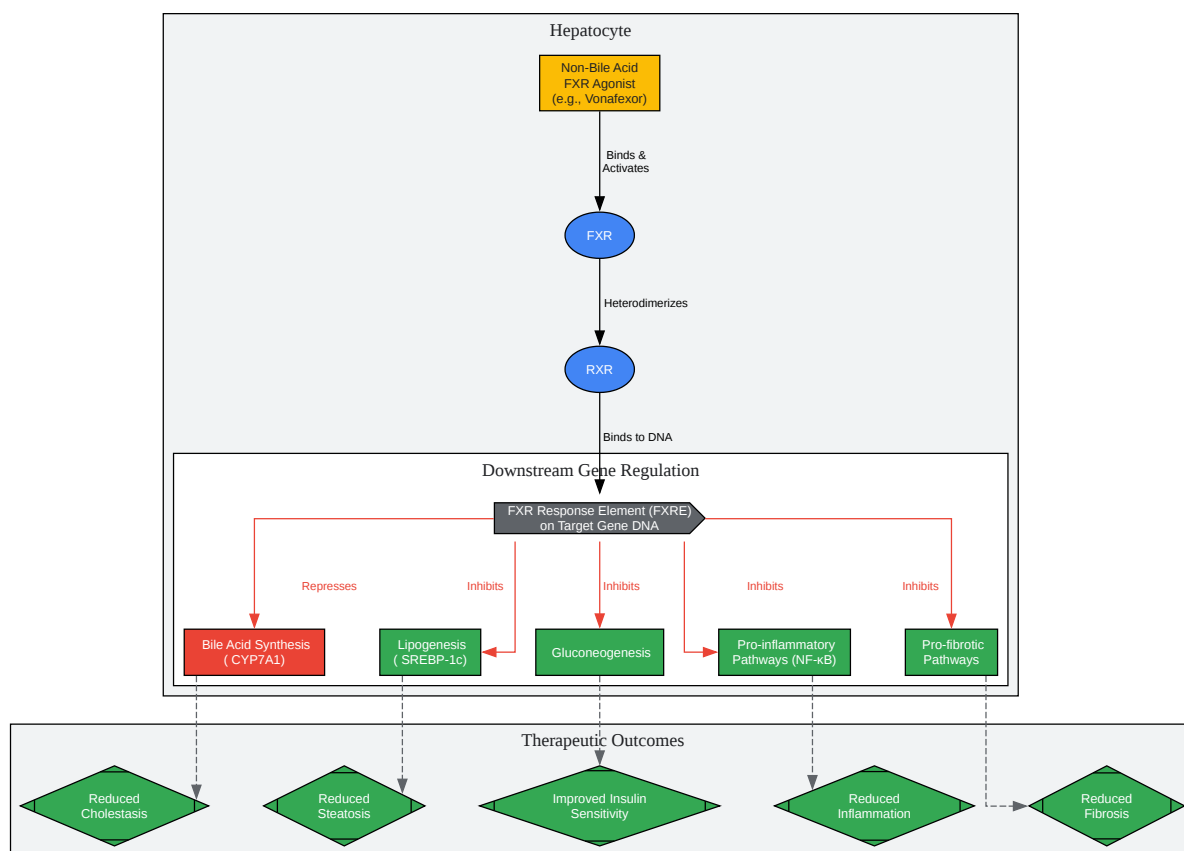 Hepatocyte
Non-Bile Acid
FXR Agonist
(e.g., Vonafexor)
Binds &
Activates
FXR
Heterodimerizes
RXR
Binds to DNA
Downstream Gene Regulation
FXR Response Element (FXRE)
on Target Gene DNA
Represses
Inhibits
Inhibits
Inhibits
Inhibits
Bile Acid Synthesis
( CYP7A1)
Lipogenesis
( SREBP-1c)
Gluconeogenesis
Pro-inflammatory
Pathways (NF-κB)
Pro-fibrotic
Pathways
Therapeutic Outcomes
Reduced
Cholestasis
Reduced
Steatosis
Improved Insulin
Sensitivity
Reduced
Inflammation
Reduced
Fibrosis